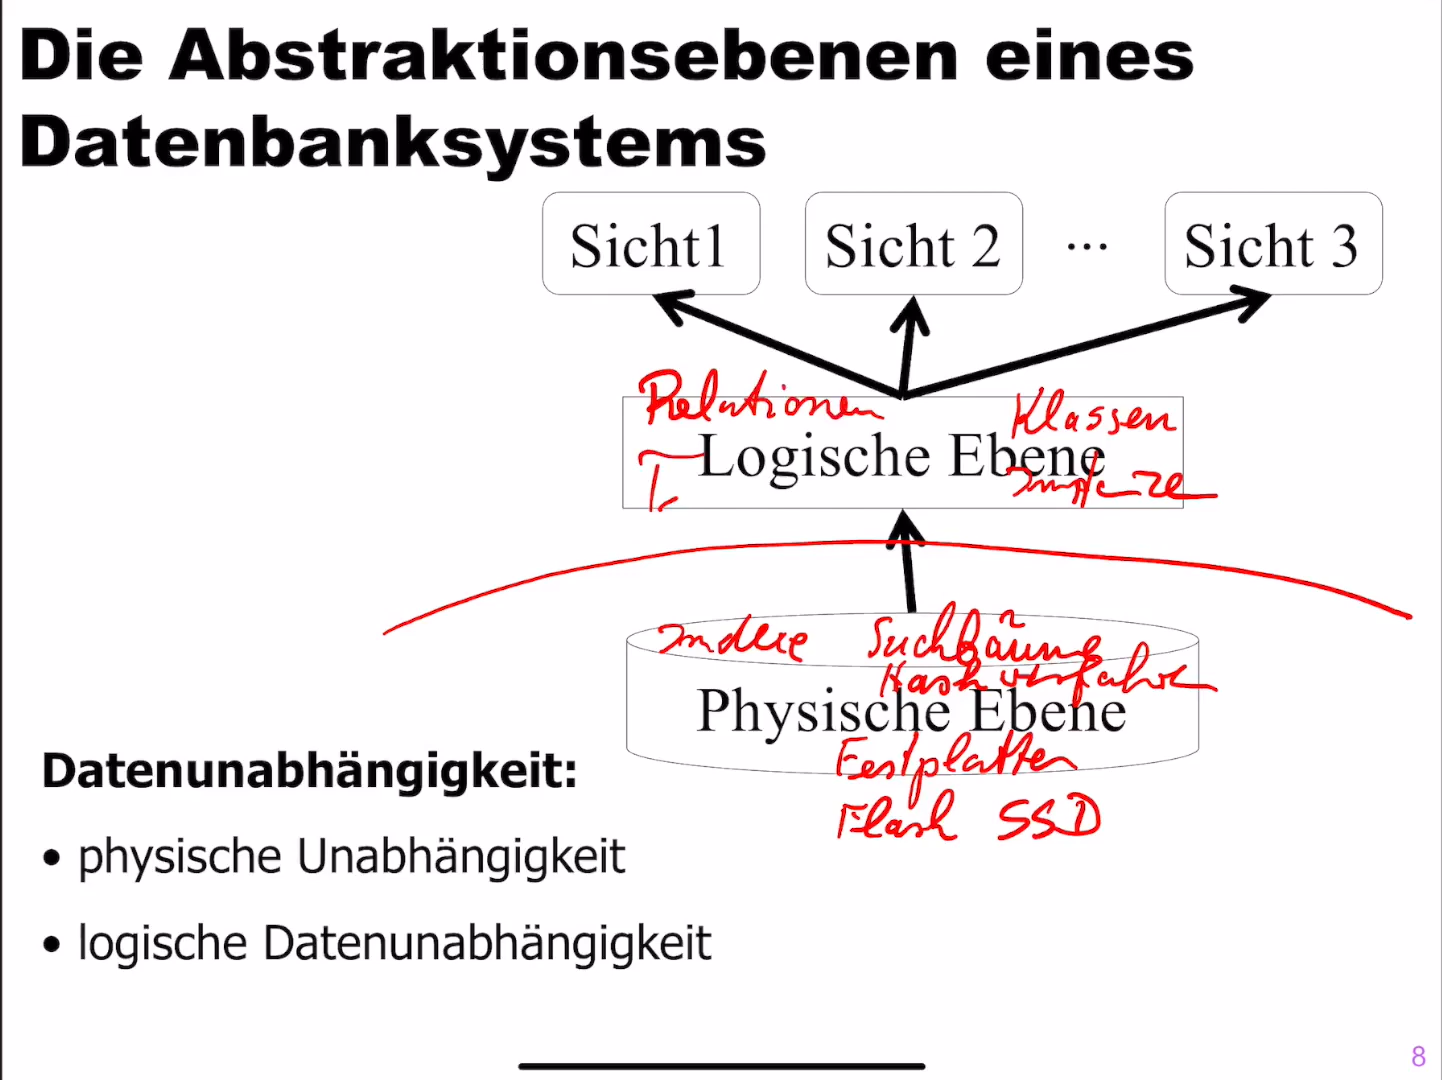 Die Abstraktionsebenen eines
Datenbanksystems
Sicht1 Sicht 2 ... Sicht 3
Relationen Klassen
Logische Ebene
T
Indexe Suchbäume
Hashverfahren
Physische Ebene
Festplatten
Flash SSD
Datenunabhängigkeit:
• physische Unabhängigkeit
• logische Datenunabhängigkeit
8